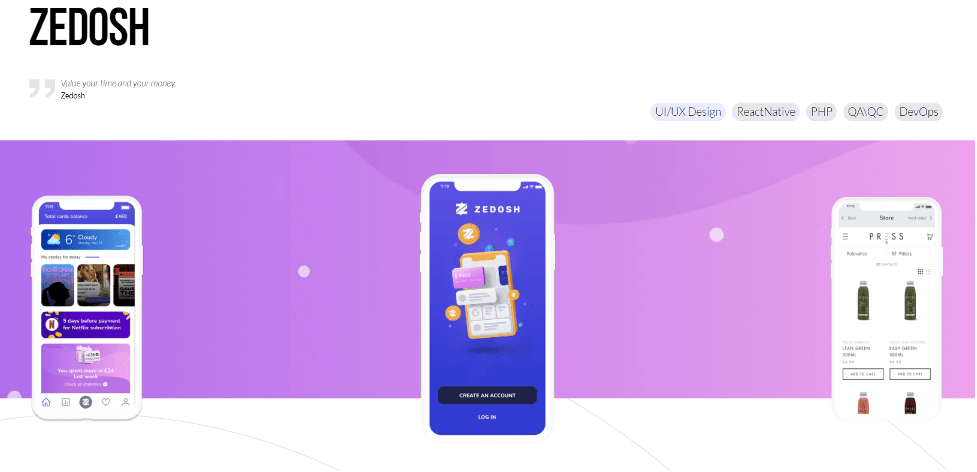 ZEDOSH
Value your time and your money.
Zedosh
UI/UX Design ReactNative PHP QA\QC DevOps
Total cards balance £460
6° Cloudy
My stories for today
5 days before payment
for Netflix subscribtion
You spent more in £24
last week
Check all statistics
ZEDOSH
CREATE AN ACCOUNT
LOG IN
Back Store
PRESS
Relevance Filters
LEAN GREEN
EASY GREEN
ADD TO CART ADD TO CART